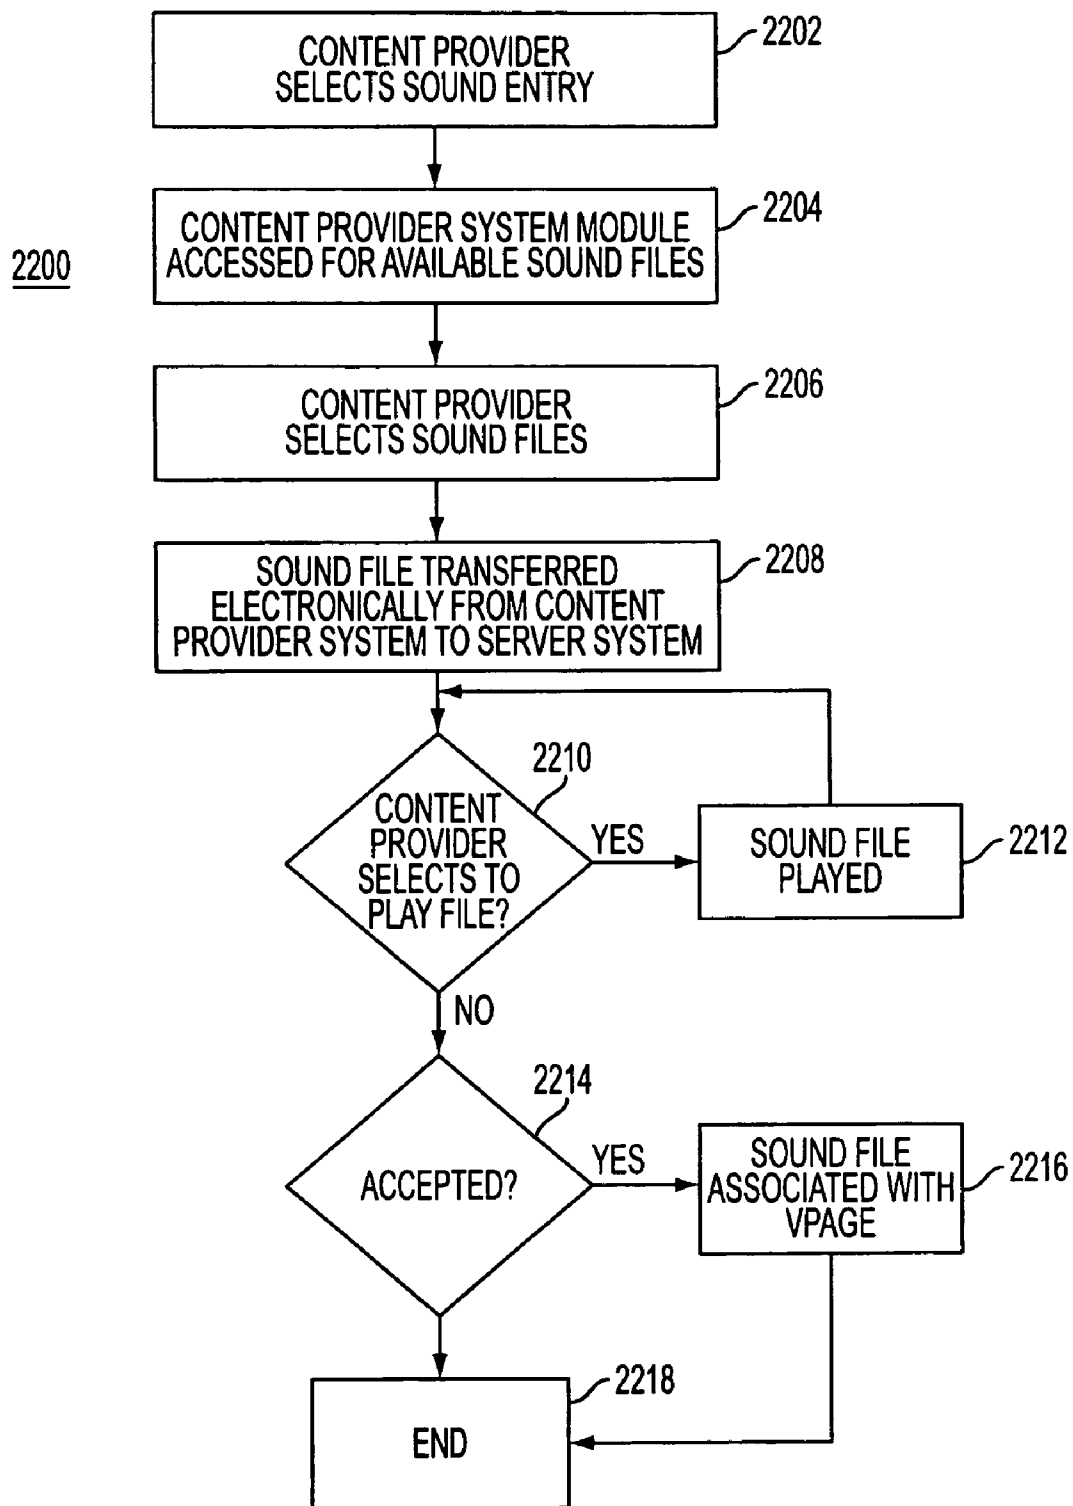 CONTENT PROVIDER
SELECTS SOUND ENTRY
2202
CONTENT PROVIDER SYSTEM MODULE
ACCESSED FOR AVAILABLE SOUND FILES
2204
2200
CONTENT PROVIDER
SELECTS SOUND FILES
2206
SOUND FILE TRANSFERRED
ELECTRONICALLY FROM CONTENT
PROVIDER SYSTEM TO SERVER SYSTEM
2208
CONTENT
PROVIDER
SELECTS TO
PLAY FILE?
2210
YES
SOUND FILE
PLAYED
2212
NO
ACCEPTED?
2214
YES
SOUND FILE
ASSOCIATED WITH
VPAGE
2216
END
2218